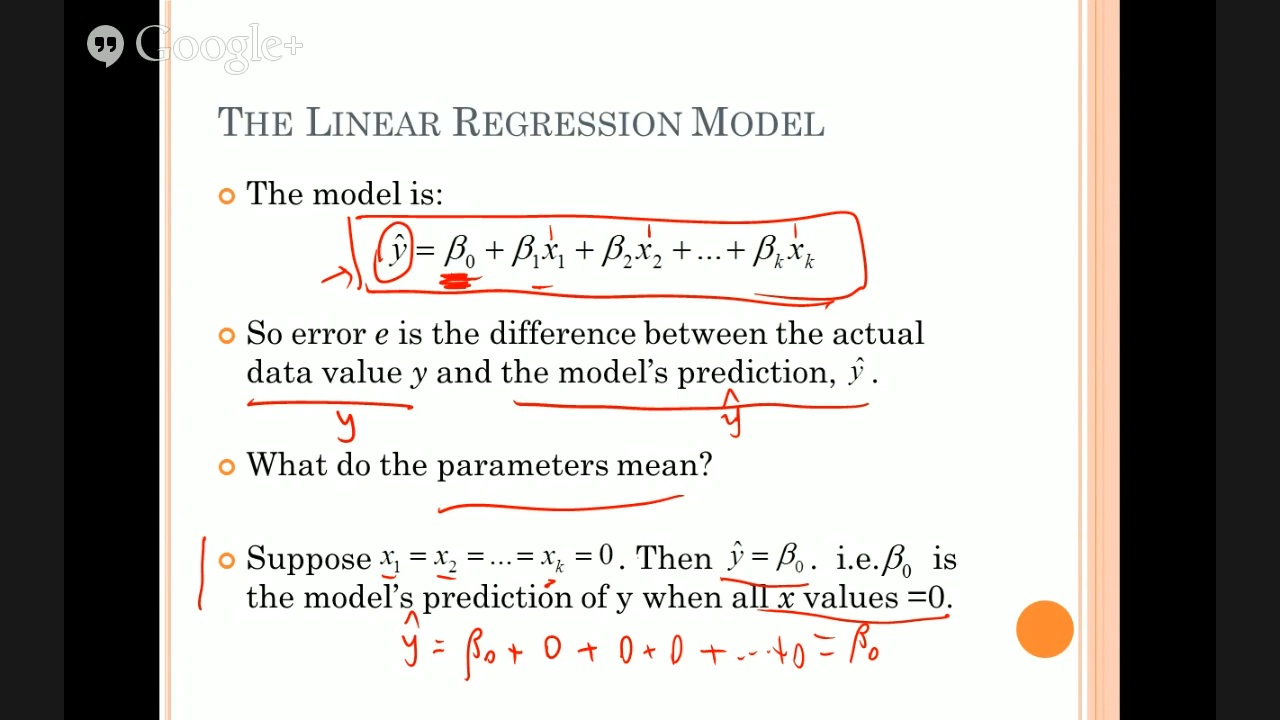 Google+
THE LINEAR REGRESSION MODEL
The model is:
ŷ = β₀ + β₁x₁ + β₂x₂ + ... + βₖxₖ
So error e is the difference between the actual
data value y and the model's prediction, ŷ .
y ŷ
What do the parameters mean?
Suppose x₁ = x₂ = ... = xₖ = 0 . Then ŷ = β₀ . i.e. β₀ is
the model's prediction of y when all x values =0.
ŷ = β₀ + 0 + 0 + 0 + ... + 0 = β₀